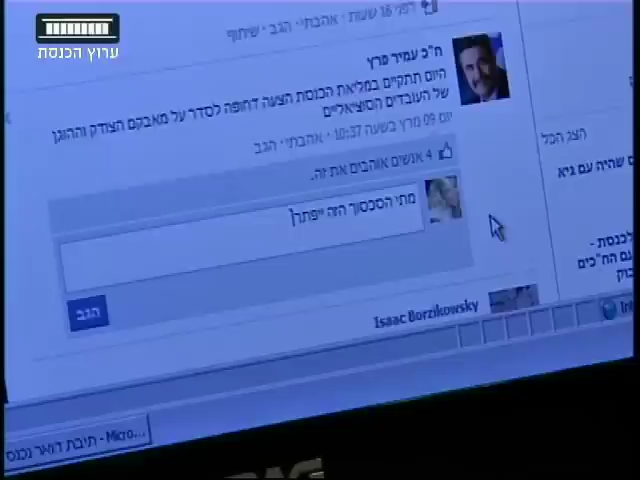 ערוץ הכנסת
לפני 18 שעות · אהבתי · הגב · שיתוף
ח"כ עמיר פרץ
היום תתקיים במליאת הכנסת הצעה דחופה לסדר על מאבקם הצודק וההוגן
של העובדים הסוציאליים
יום 09 מרץ בשעה 10:37 · אהבתי · הגב
4 אנשים אוהבים את זה.
מתי הסכסוך הזה ייפתר
הגב
Isaac Borzikowsky
הצג הכל
שהיה עם גיא
לכנסת -
עם הח"כים
תיבת דואר נכנס - Micro...